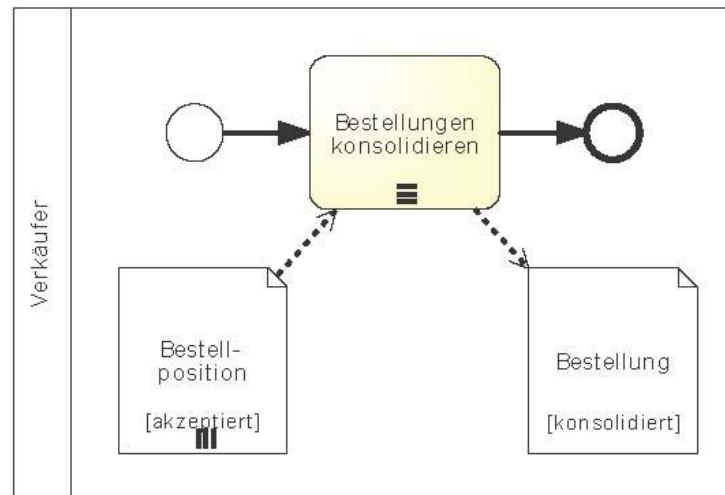 Verkäufer
Bestellungen
konsolidieren
Bestell-
position
[akzeptiert]
Bestellung
[konsolidiert]